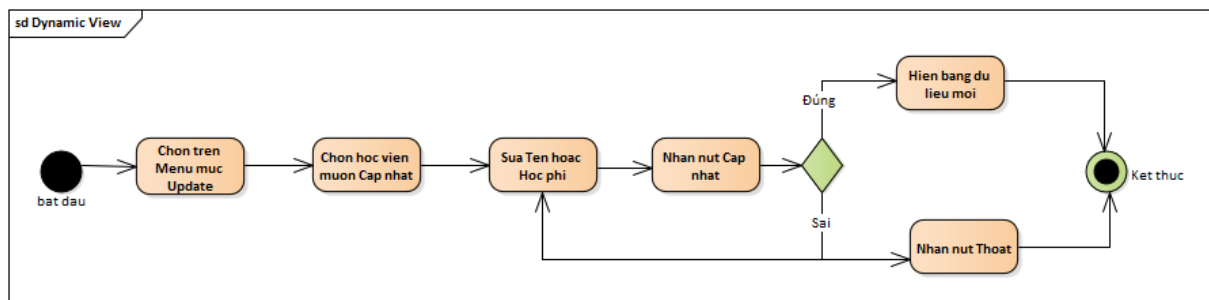 sd Dynamic View
bat dau
Chon tren
Menu muc
Update
Chon hoc vien
muon Cap nhat
Sua Ten hoac
Hoc phi
Nhan nut Cap
nhat
Đúng
Hien bang du
lieu moi
Sai
Nhan nut Thoat
Ket thuc